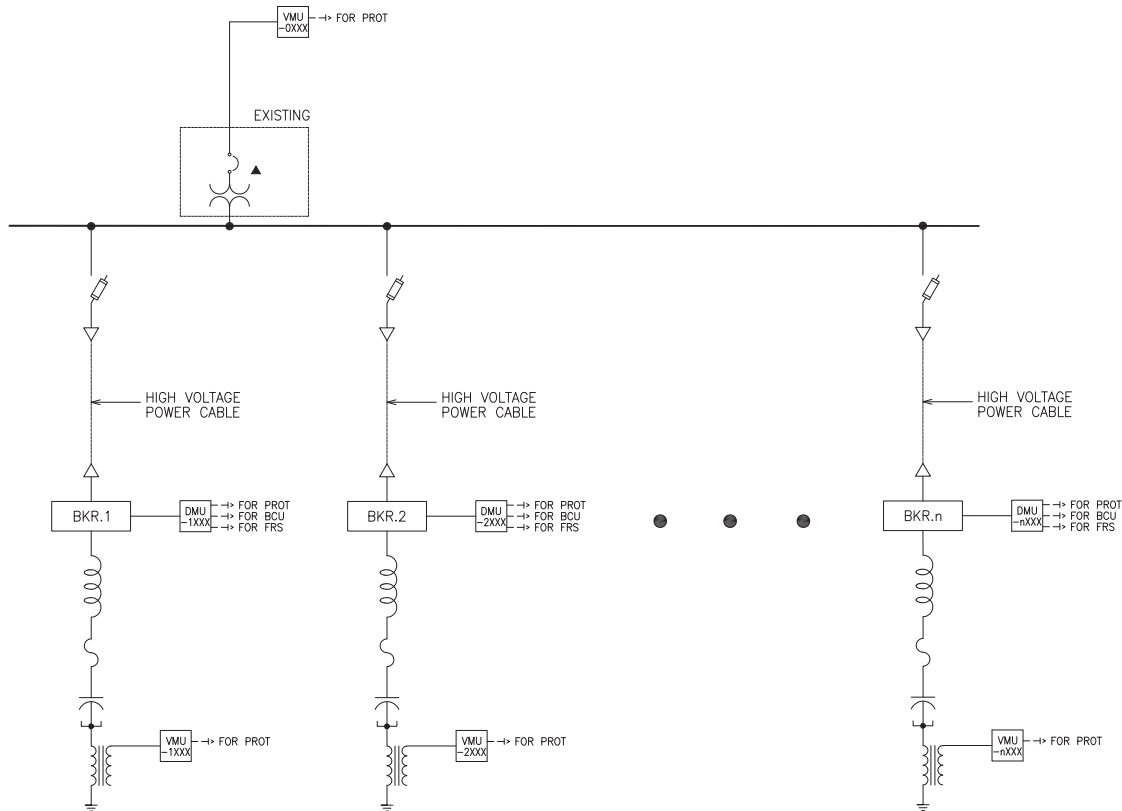 VMU
-0XXX
FOR PROT
EXISTING
HIGH VOLTAGE
POWER CABLE
HIGH VOLTAGE
POWER CABLE
HIGH VOLTAGE
POWER CABLE
BKR.1
DMU
-1XXX
FOR PROT
FOR BCU
FOR FRS
BKR.2
DMU
-2XXX
FOR PROT
FOR BCU
FOR FRS
BKR.n
DMU
-nXXX
FOR PROT
FOR BCU
FOR FRS
VMU
-1XXX
FOR PROT
VMU
-2XXX
FOR PROT
VMU
-nXXX
FOR PROT